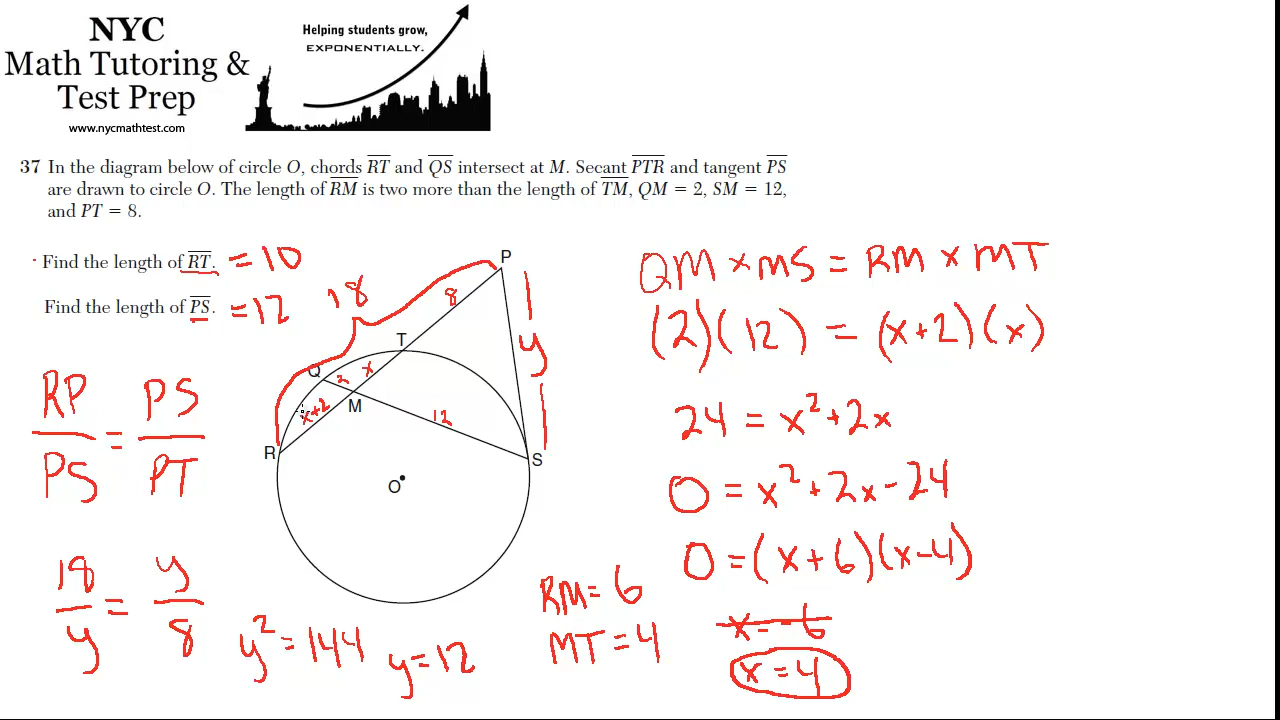 NYC
Math Tutoring &
Test Prep
www.nycmathtest.com
Helping students grow,
EXPONENTIALLY.
37 In the diagram below of circle O, chords RT and QS intersect at M. Secant PTR and tangent PS
are drawn to circle O. The length of RM is two more than the length of TM, QM = 2, SM = 12,
and PT = 8.
Find the length of RT. = 10
Find the length of PS. = 12
RP/PS = PS/PT
18/y = y/8
y² = 144
y = 12
18
P
8
T
y
Q
2
x
M
x+2
12
R
S
O
RM = 6
MT = 4
QM × MS = RM × MT
(2)(12) = (x+2)(x)
24 = x² + 2x
0 = x² + 2x - 24
0 = (x+6)(x-4)
x = -6
x = 4